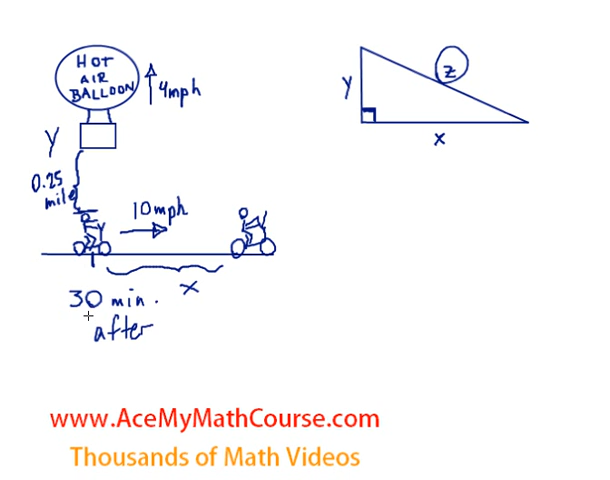 HOT
AIR
BALLOON
4mph
Y
0.25
mile
10mph
x
30 min.
after
y
z
x
www.AceMyMathCourse.com
Thousands of Math Videos